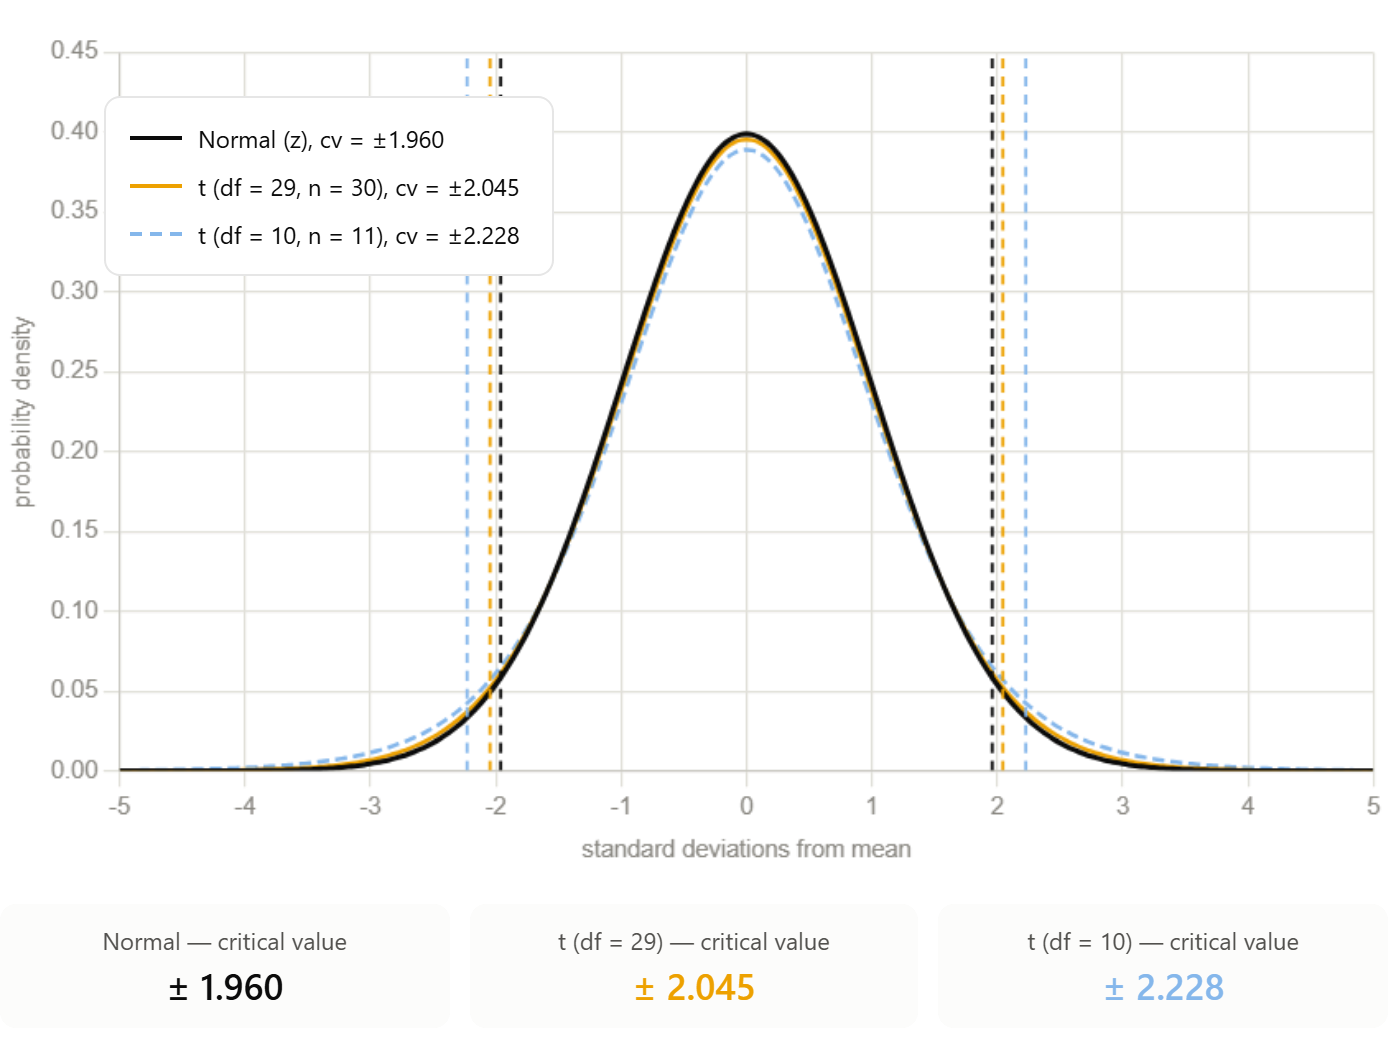 0.45
0.40
0.35
0.30
0.25
0.20
0.15
0.10
0.05
0.00
probability density
Normal (z), cv = ±1.960
t (df = 29, n = 30), cv = ±2.045
t (df = 10, n = 11), cv = ±2.228
-5 -4 -3 -2 -1 0 1 2 3 4 5
standard deviations from mean
Normal — critical value
± 1.960
t (df = 29) — critical value
± 2.045
t (df = 10) — critical value
± 2.228